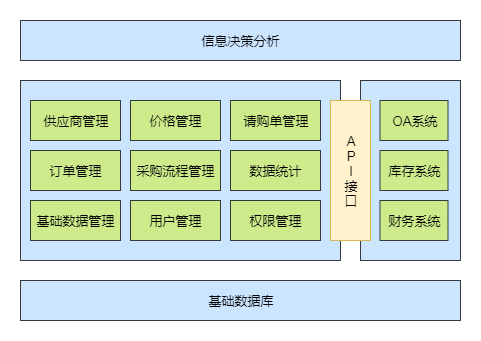 信息决策分析
供应商管理
价格管理
请购单管理
OA系统
订单管理
采购流程管理
数据统计
API接口
库存系统
基础数据管理
用户管理
权限管理
财务系统
基础数据库